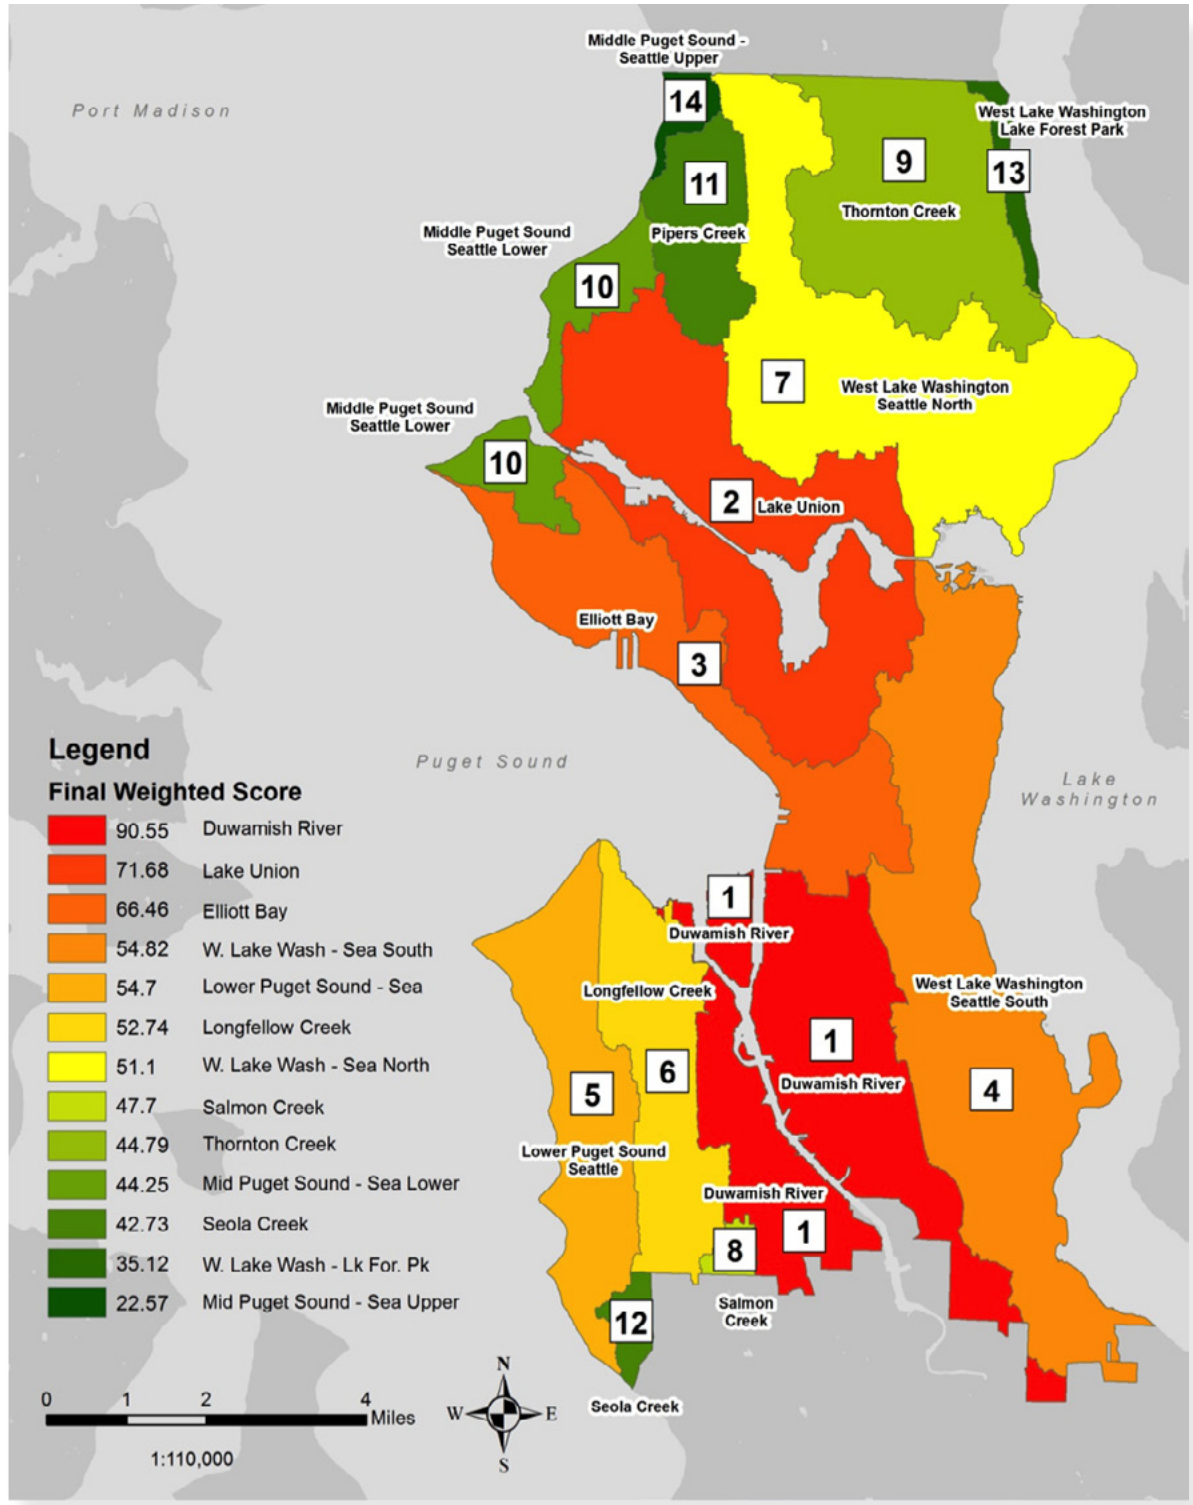 Middle Puget Sound -
Seattle Upper
Port Madison
14
West Lake Washington
Lake Forest Park
9
13
11
Thornton Creek
Middle Puget Sound
Seattle Lower
Pipers Creek
10
7
West Lake Washington
Seattle North
Middle Puget Sound
Seattle Lower
10
2
Lake Union
Elliott Bay
3
Puget Sound
Lake
Washington
1
Duwamish River
Longfellow Creek
West Lake Washington
Seattle South
1
Duwamish River
6
5
4
Lower Puget Sound
Seattle
Duwamish River
1
8
Salmon
Creek
12
Seola Creek
Legend
Final Weighted Score
90.55 Duwamish River
71.68 Lake Union
66.46 Elliott Bay
54.82 W. Lake Wash - Sea South
54.7 Lower Puget Sound - Sea
52.74 Longfellow Creek
51.1 W. Lake Wash - Sea North
47.7 Salmon Creek
44.79 Thornton Creek
44.25 Mid Puget Sound - Sea Lower
42.73 Seola Creek
35.12 W. Lake Wash - Lk For. Pk
22.57 Mid Puget Sound - Sea Upper
0 1 2 4
Miles
1:110,000
N
W E
S